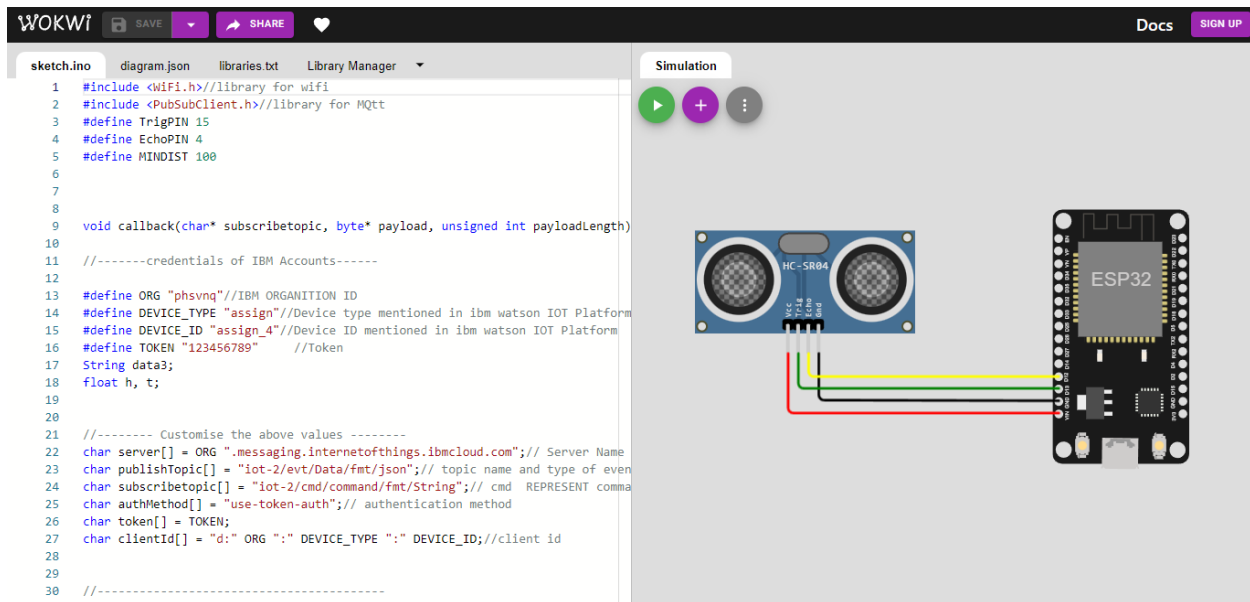 WOKWi SAVE SHARE Docs SIGN UP
sketch.ino diagram.json libraries.txt Library Manager
Simulation
1 #include <WiFi.h>//library for wifi
2 #include <PubSubClient.h>//library for MQtt
3 #define TrigPIN 15
4 #define EchoPIN 4
5 #define MINDIST 100
6
7
8
9 void callback(char* subscribetopic, byte* payload, unsigned int payloadLength)
10
11 //-------credentials of IBM Accounts------
12
13 #define ORG "phsvnq"//IBM ORGANITION ID
14 #define DEVICE_TYPE "assign"//Device type mentioned in ibm watson IOT Platform
15 #define DEVICE_ID "assign_4"//Device ID mentioned in ibm watson IOT Platform
16 #define TOKEN "123456789" //Token
17 String data3;
18 float h, t;
19
20
21 //-------- Customise the above values --------
22 char server[] = ORG ".messaging.internetofthings.ibmcloud.com";// Server Name
23 char publishTopic[] = "iot-2/evt/Data/fmt/json";// topic name and type of even
24 char subscribetopic[] = "iot-2/cmd/command/fmt/String";// cmd REPRESENT comma
25 char authMethod[] = "use-token-auth";// authentication method
26 char token[] = TOKEN;
27 char clientId[] = "d:" ORG ":" DEVICE_TYPE ":" DEVICE_ID;//client id
28
29
30 //-----------------------------------------
HC-SR04
Vcc
Trig
Echo
Gnd
ESP32